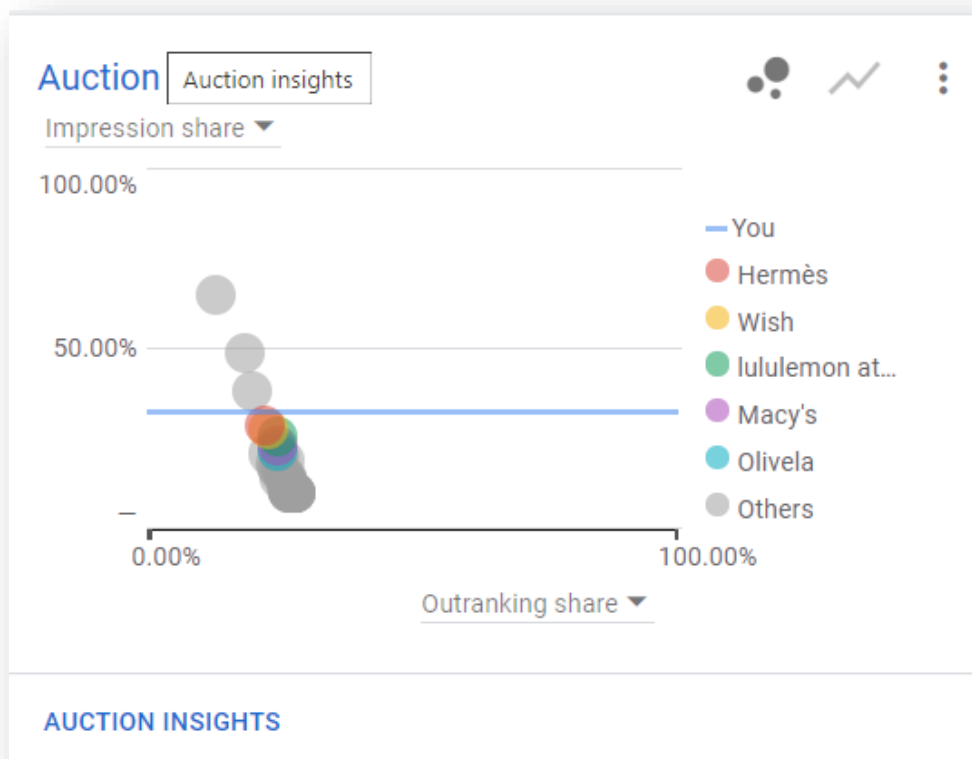 Auction
Auction insights
Impression share
100.00%
50.00%
—
0.00%
100.00%
Outranking share
You
Hermès
Wish
lululemon at...
Macy's
Olivela
Others
AUCTION INSIGHTS